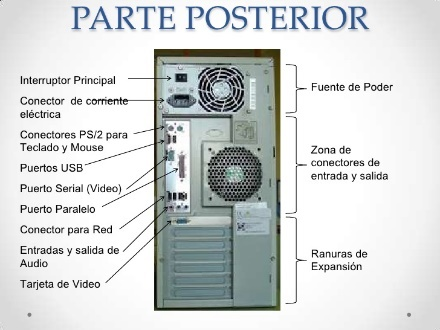 PARTE POSTERIOR
Interruptor Principal
Conector de corriente
eléctrica
Conectores PS/2 para
Teclado y Mouse
Puertos USB
Puerto Serial (Video)
Puerto Paralelo
Conector para Red
Entradas y salida de
Audio
Tarjeta de Video
Fuente de Poder
Zona de
conectores de
entrada y salida
Ranuras de
Expansión